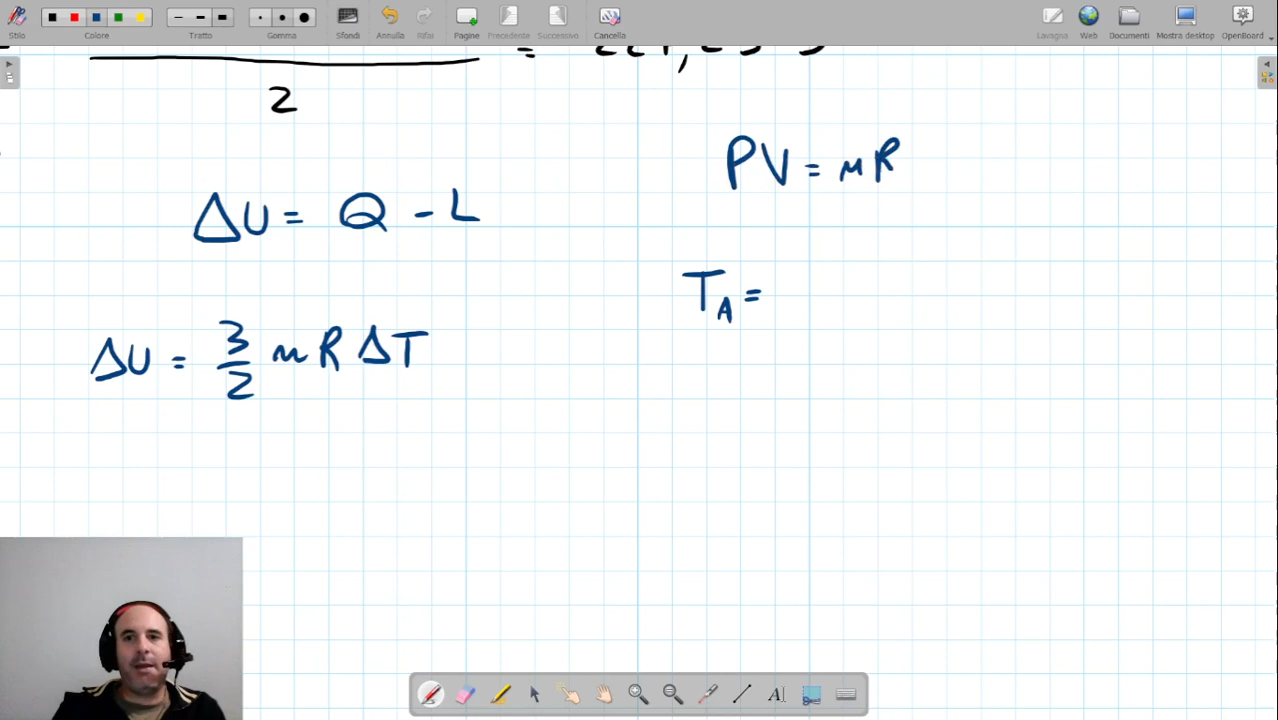 Colore Tratto Gomma
Stilo Sfondi Annulla Rifai Pagine Precedente Successivo Cancella Lavagna Web Documenti Mostra desktop OpenBoard
2
PV = nR
ΔU = Q - L
T_A =
ΔU = 3/2 n R ΔT